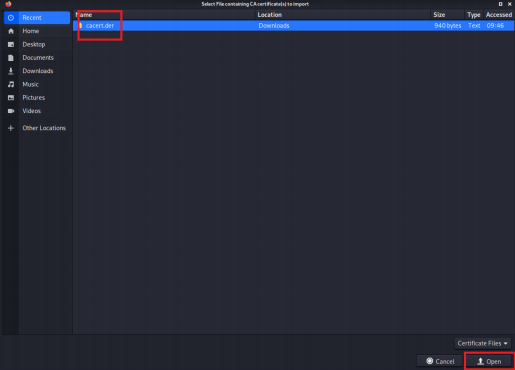 Select File containing CA certificate(s) to import
Recent
Home
Desktop
Documents
Downloads
Music
Pictures
Videos
Other Locations
Name Location Size Type Accessed
cacert.der Downloads 940 bytes Text 09:46
Certificate Files
Cancel Open